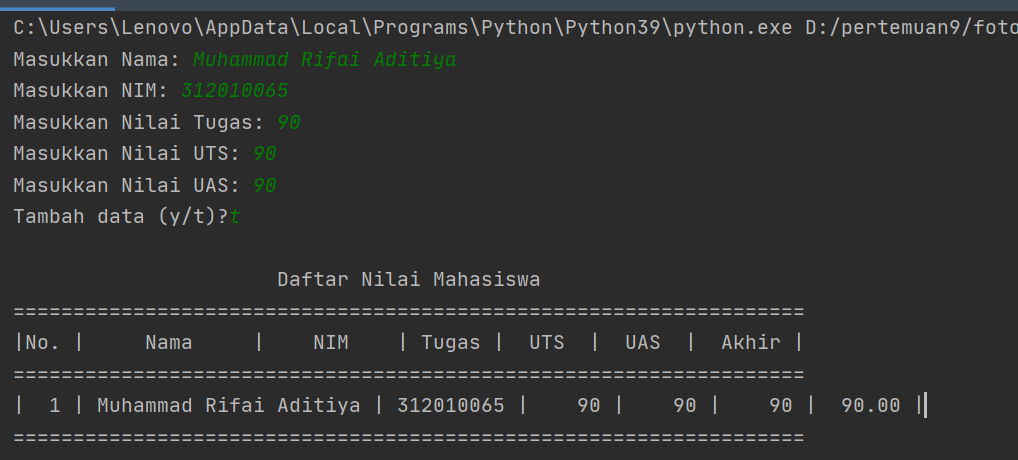 C:\Users\Lenovo\AppData\Local\Programs\Python\Python39\python.exe D:/pertemuan9/foto
Masukkan Nama: Muhammad Rifai Aditiya
Masukkan NIM: 312010065
Masukkan Nilai Tugas: 90
Masukkan Nilai UTS: 90
Masukkan Nilai UAS: 90
Tambah data (y/t)?t
Daftar Nilai Mahasiswa
==================================================================
|No. |     Nama     |    NIM    | Tugas |  UTS  |  UAS  |  Akhir |
==================================================================
|  1 | Muhammad Rifai Aditiya | 312010065 |    90 |    90 |    90 |  90.00 |
==================================================================